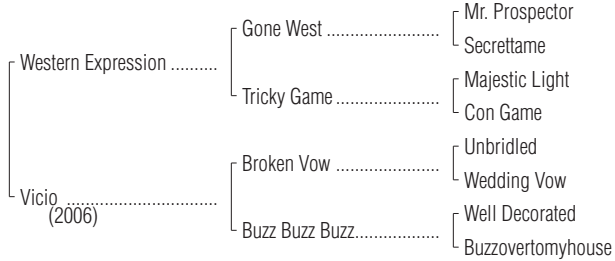 Mr. Prospector
Gone West ........................
Secrettame
Western Expression ..........
Majestic Light
Tricky Game ......................
Con Game
Unbridled
Broken Vow ......................
Wedding Vow
Vicio ................................
(2006)
Well Decorated
Buzz Buzz Buzz..................
Buzzovertomyhouse